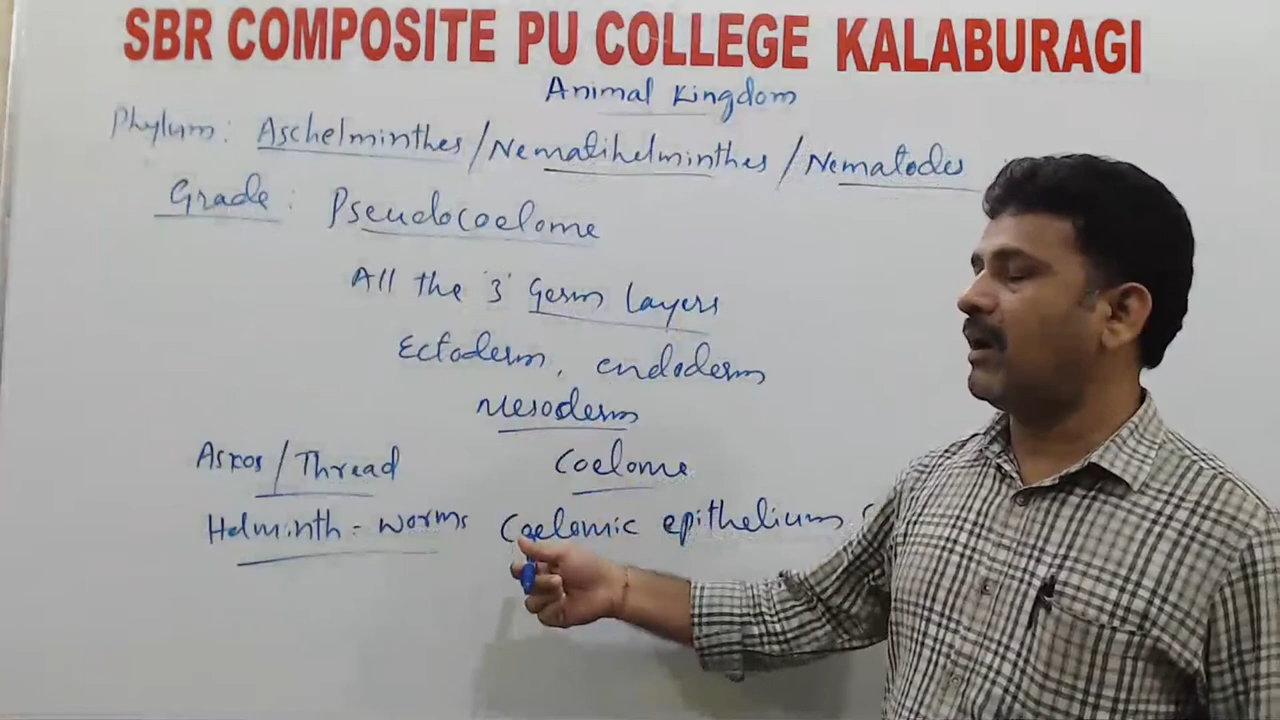 SBR COMPOSITE PU COLLEGE KALABURAGI
Animal Kingdom
Phylum: Aschelminthes/Nematihelminthes/Nematodes
Grade: Pseudocoelome
All the '3' Germ layers
Ectoderm, endoderm
Mesoderm
Askos/Thread Coelome
Helminth = worms Coelomic epithelium